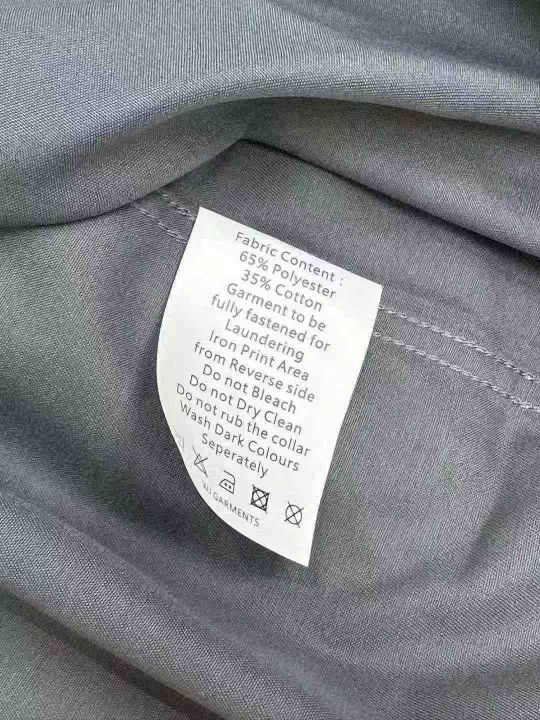 Fabric Content :
65% Polyester
35% Cotton
Garment to be
fully fastened for
Laundering
Iron Print Area
from Reverse side
Do not Bleach
Do not Dry Clean
Do not rub the collar
Wash Dark Colours
Seperately
GARMENTS